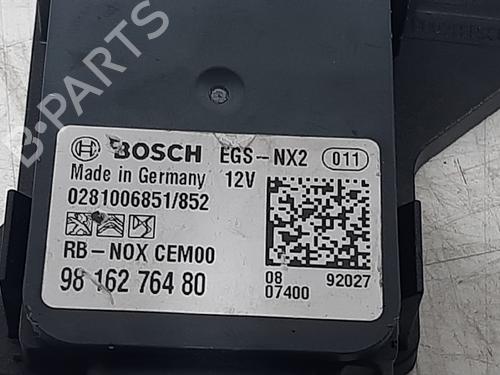 B-PARTS
BOSCH EGS-NX2 011
Made in Germany 12V
0281006851/852
RB-NOX CEM00
98 162 764 80
08 92027
07400